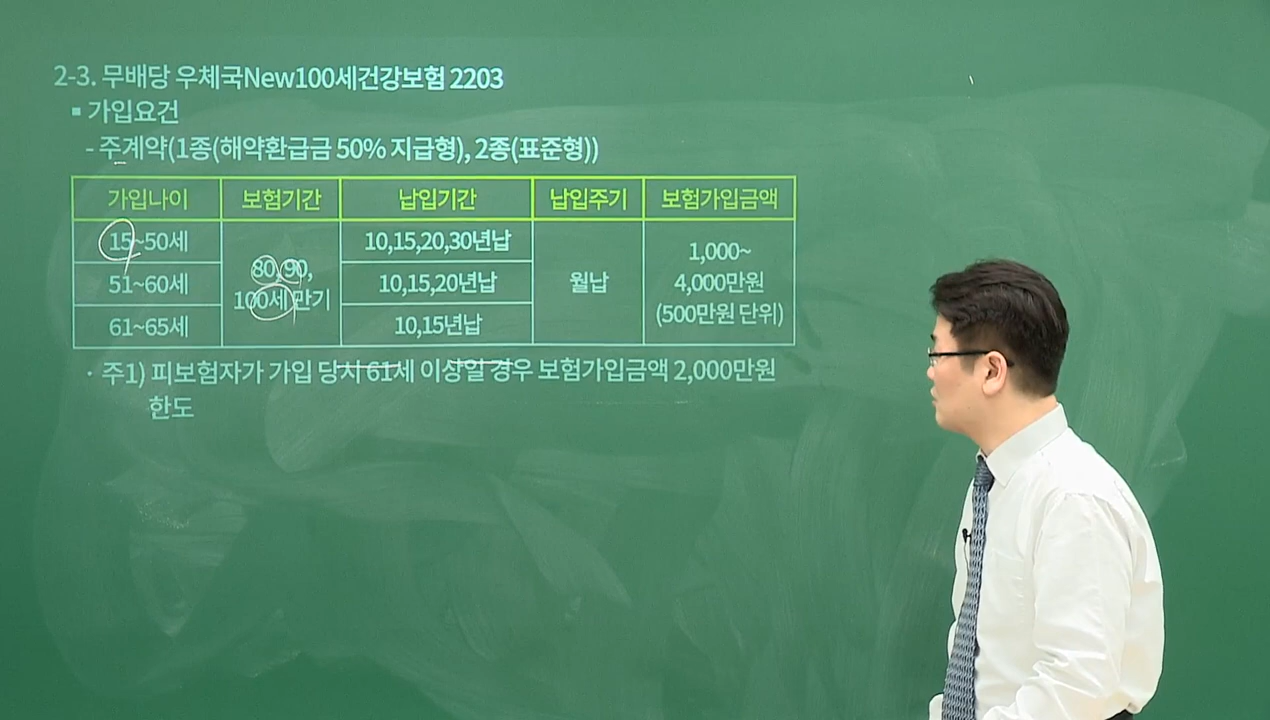 2-3. 무배당 우체국New100세건강보험 2203
▪ 가입요건
- 주계약(1종(해약환급금 50% 지급형), 2종(표준형))
가입나이 보험기간 납입기간 납입주기 보험가입금액
15~50세 80, 90, 100세 만기 10,15,20,30년납 월납 1,000~ 4,000만원 (500만원 단위)
51~60세 10,15,20년납
61~65세 10,15년납
· 주1) 피보험자가 가입 당시 61세 이상일 경우 보험가입금액 2,000만원
한도